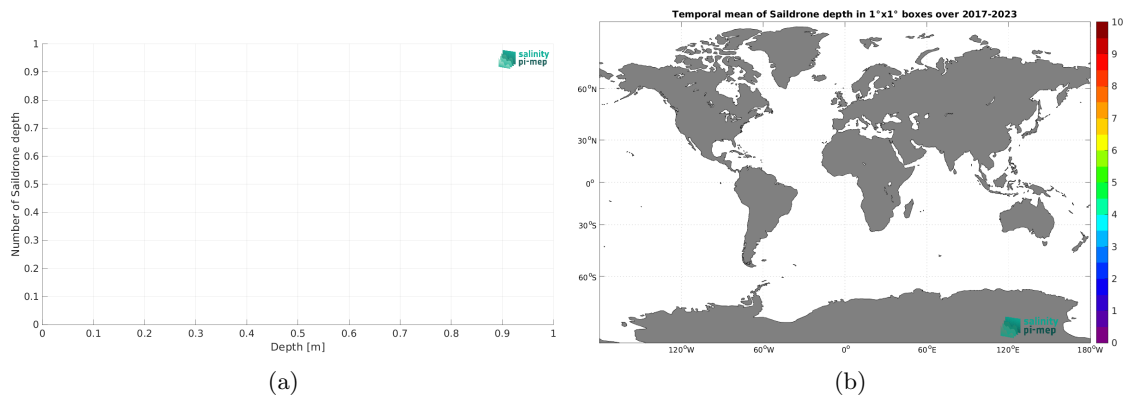 1
0.9
0.8
0.7
0.6
0.5
0.4
0.3
0.2
0.1
0
Number of Saildrone depth
0 0.1 0.2 0.3 0.4 0.5 0.6 0.7 0.8 0.9 1
Depth [m]
salinity
pi-mep
(a)
Temporal mean of Saildrone depth in 1°x1° boxes over 2017-2023
60°N
30°N
0°
30°S
60°S
120°W 60°W 0° 60°E 120°E 180°W
salinity
pi-mep
10
9
8
7
6
5
4
3
2
1
0
(b)